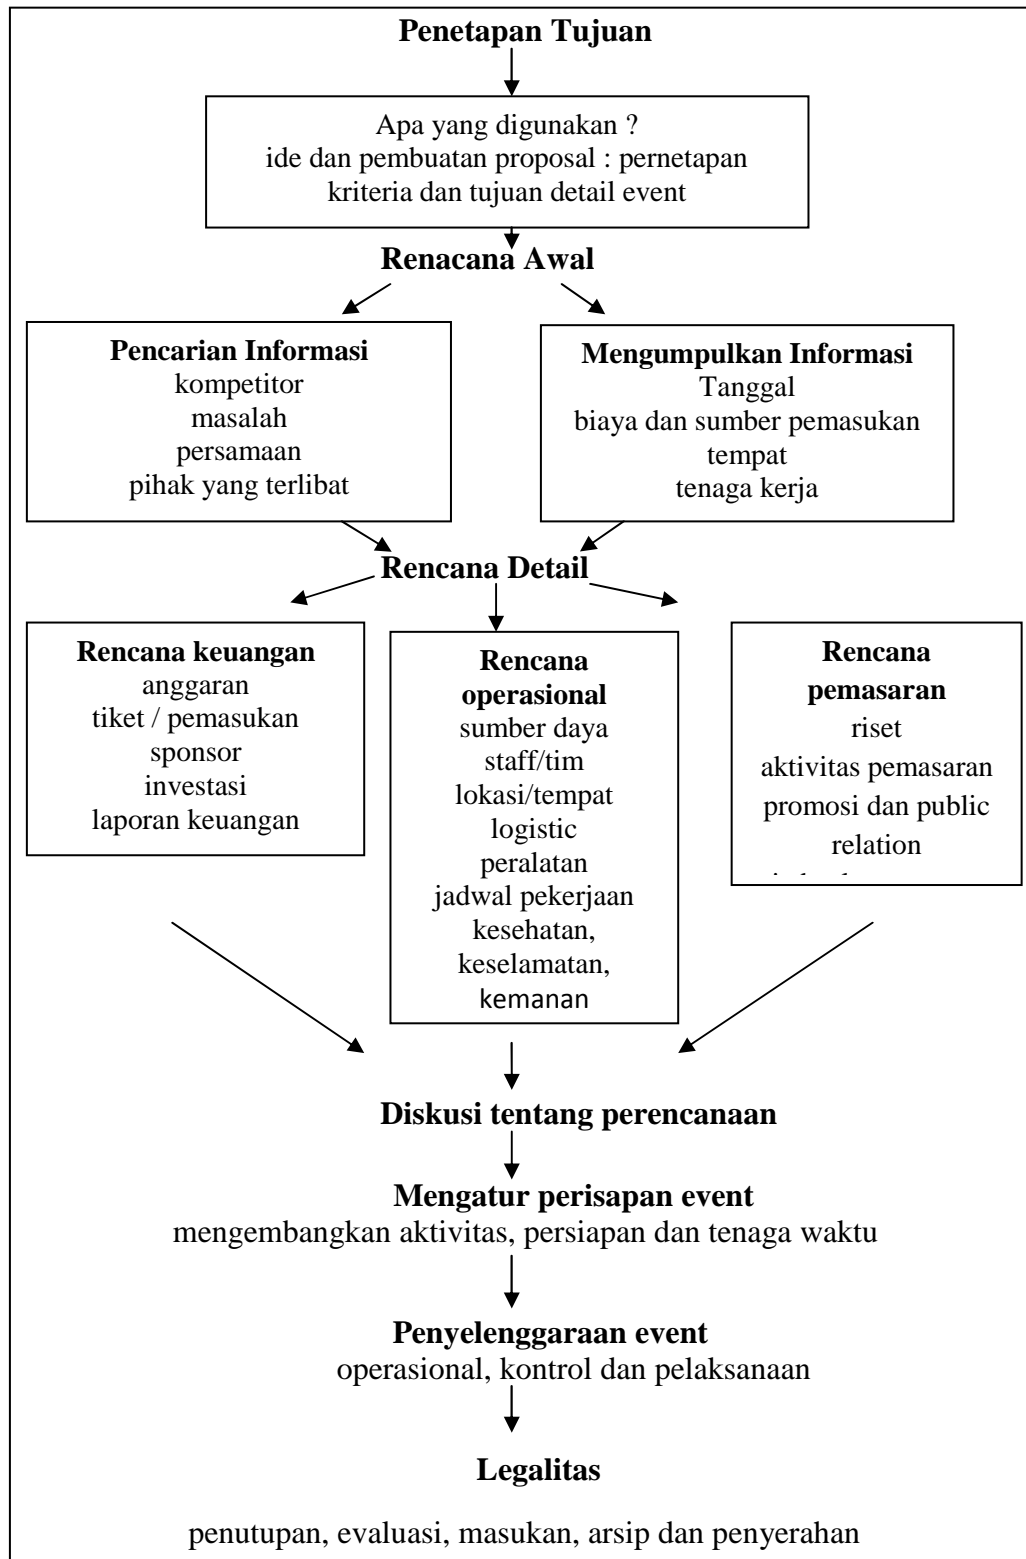 Penetapan Tujuan
Apa yang digunakan ?
ide dan pembuatan proposal : pernetapan
kriteria dan tujuan detail event
Renacana Awal
Pencarian Informasi
kompetitor
masalah
persamaan
pihak yang terlibat
Mengumpulkan Informasi
Tanggal
biaya dan sumber pemasukan
tempat
tenaga kerja
Rencana Detail
Rencana keuangan
anggaran
tiket / pemasukan
sponsor
investasi
laporan keuangan
Rencana
operasional
sumber daya
staff/tim
lokasi/tempat
logistic
peralatan
jadwal pekerjaan
kesehatan,
keselamatan,
kemanan
Rencana
pemasaran
riset
aktivitas pemasaran
promosi dan public
relation
Diskusi tentang perencanaan
Mengatur perisapan event
mengembangkan aktivitas, persiapan dan tenaga waktu
Penyelenggaraan event
operasional, kontrol dan pelaksanaan
Legalitas
penutupan, evaluasi, masukan, arsip dan penyerahan